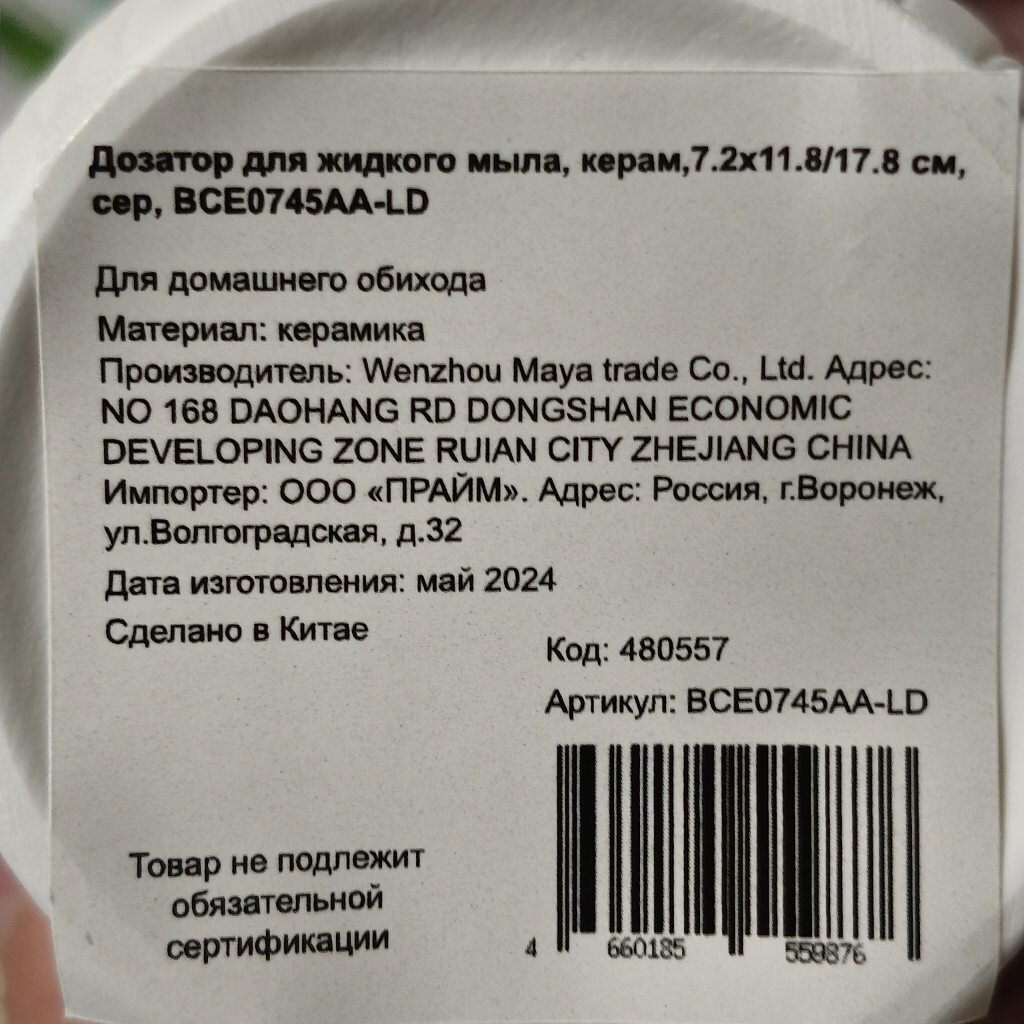 Дозатор для жидкого мыла, керам,7.2х11.8/17.8 см,
сер, BCE0745AA-LD
Для домашнего обихода
Материал: керамика
Производитель: Wenzhou Maya trade Co., Ltd. Адрес:
NO 168 DAOHANG RD DONGSHAN ECONOMIC
DEVELOPING ZONE RUIAN CITY ZHEJIANG CHINA
Импортер: ООО «ПРАЙМ». Адрес: Россия, г.Воронеж,
ул.Волгоградская, д.32
Дата изготовления: май 2024
Сделано в Китае
Код: 480557
Артикул: BCE0745AA-LD
Товар не подлежит
обязательной
сертификации
4 660185 559876